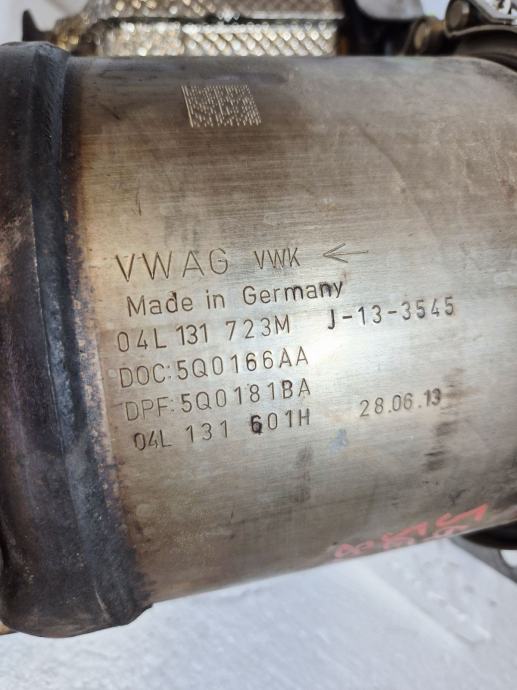 VWAG VWK
Made in Germany
04L 131 723M J-13-3545
DOC:5Q0166AA
DPF:5Q0181BA
04L 131 601H 28.06.13